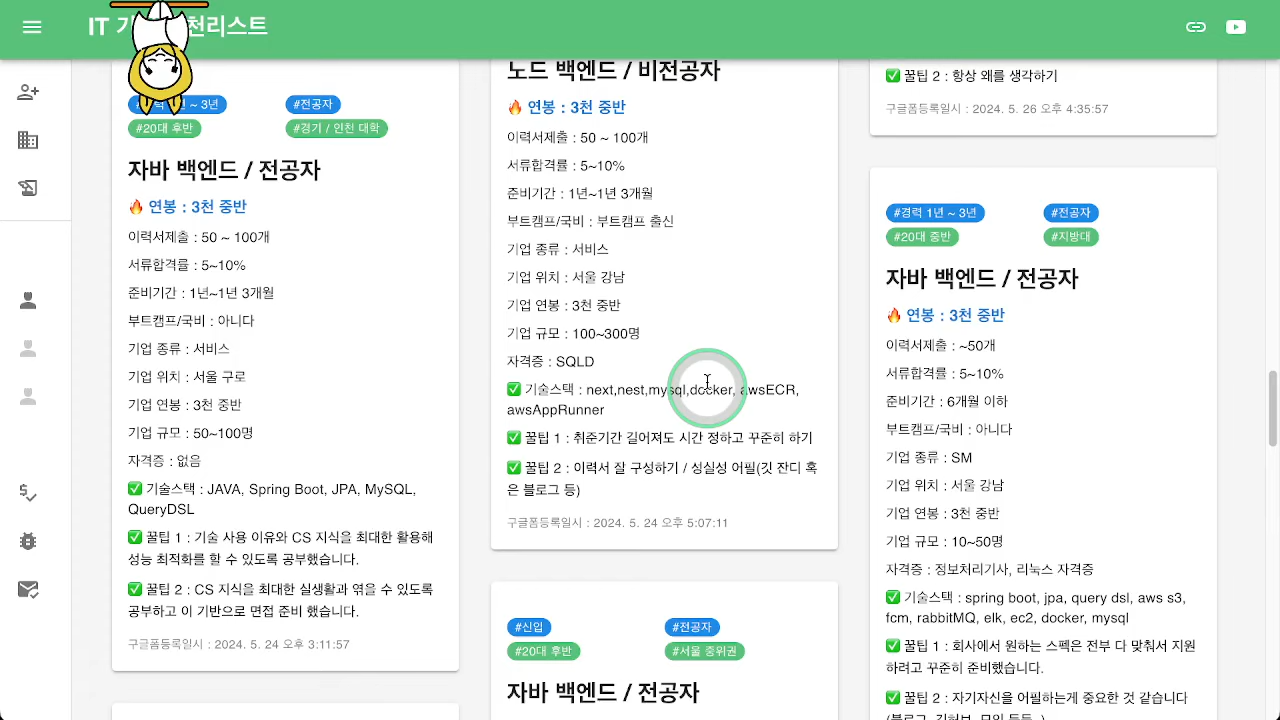 IT 기 천리스트
~ 3년
#전공자
#20대 후반
#경기 / 인천 대학
자바 백엔드 / 전공자
🔥 연봉 : 3천 중반
이력서제출 : 50 ~ 100개
서류합격률 : 5~10%
준비기간 : 1년~1년 3개월
부트캠프/국비 : 아니다
기업 종류 : 서비스
기업 위치 : 서울 구로
기업 연봉 : 3천 중반
기업 규모 : 50~100명
자격증 : 없음
✅ 기술스택 : JAVA, Spring Boot, JPA, MySQL,
QueryDSL
✅ 꿀팁 1 : 기술 사용 이유와 CS 지식을 최대한 활용해
성능 최적화를 할 수 있도록 공부했습니다.
✅ 꿀팁 2 : CS 지식을 최대한 실생활과 엮을 수 있도록
공부하고 이 기반으로 면접 준비 했습니다.
구글폼등록일시 : 2024. 5. 24 오후 3:11:57
노드 백엔드 / 비전공자
🔥 연봉 : 3천 중반
이력서제출 : 50 ~ 100개
서류합격률 : 5~10%
준비기간 : 1년~1년 3개월
부트캠프/국비 : 부트캠프 출신
기업 종류 : 서비스
기업 위치 : 서울 강남
기업 연봉 : 3천 중반
기업 규모 : 100~300명
자격증 : SQLD
✅ 기술스택 : next,nest,mysql,docker, awsECR,
awsAppRunner
✅ 꿀팁 1 : 취준기간 길어져도 시간 정하고 꾸준히 하기
✅ 꿀팁 2 : 이력서 잘 구성하기 / 성실성 어필(깃 잔디 혹
은 블로그 등)
구글폼등록일시 : 2024. 5. 24 오후 5:07:11
#신입
#전공자
#20대 후반
#서울 중위권
자바 백엔드 / 전공자
✅ 꿀팁 2 : 항상 왜를 생각하기
구글폼등록일시 : 2024. 5. 26 오후 4:35:57
#경력 1년 ~ 3년
#전공자
#20대 중반
#지방대
자바 백엔드 / 전공자
🔥 연봉 : 3천 중반
이력서제출 : ~50개
서류합격률 : 5~10%
준비기간 : 6개월 이하
부트캠프/국비 : 아니다
기업 종류 : SM
기업 위치 : 서울 강남
기업 연봉 : 3천 중반
기업 규모 : 10~50명
자격증 : 정보처리기사, 리눅스 자격증
✅ 기술스택 : spring boot, jpa, query dsl, aws s3,
fcm, rabbitMQ, elk, ec2, docker, mysql
✅ 꿀팁 1 : 회사에서 원하는 스펙은 전부 다 맞춰서 지원
하려고 꾸준히 준비했습니다.
✅ 꿀팁 2 : 자기자신을 어필하는게 중요한 것 같습니다